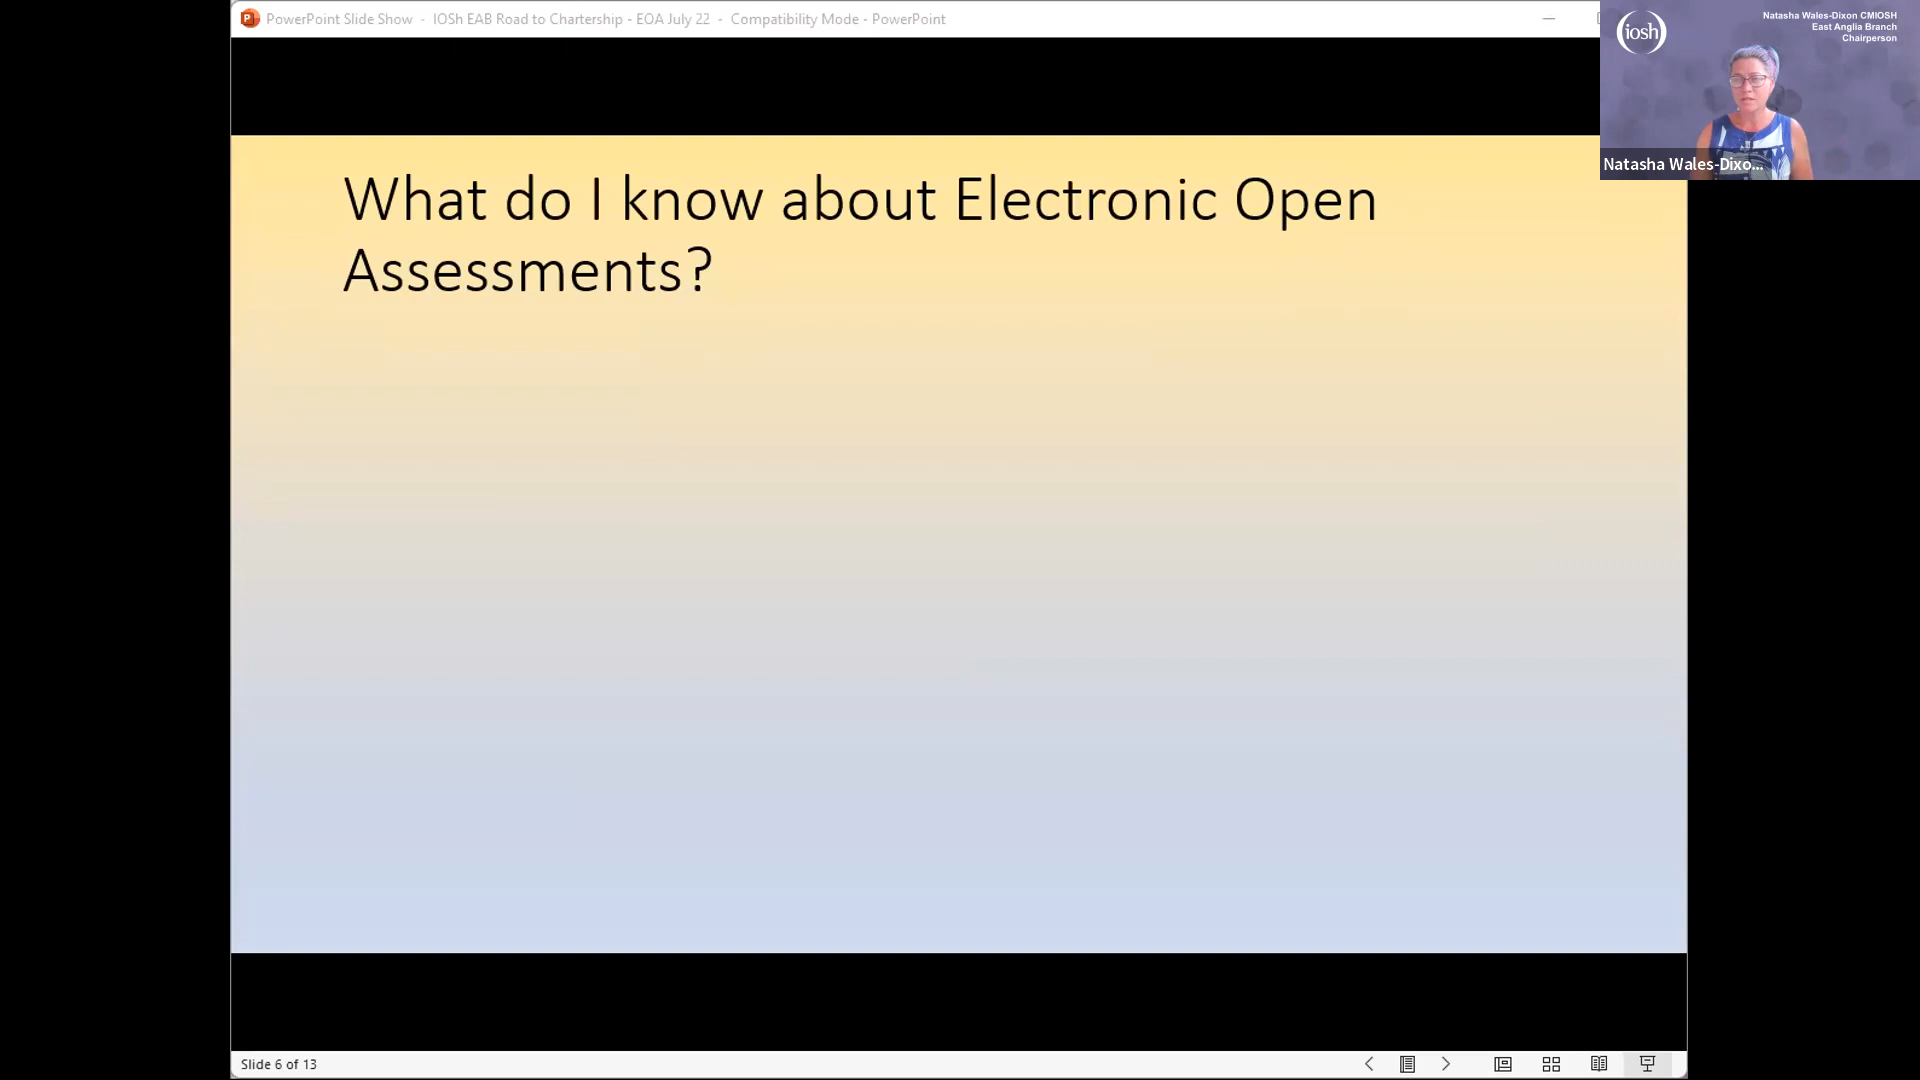 PowerPoint Slide Show - IOSh EAB Road to Chartership - EOA July 22 - Compatibility Mode - PowerPoint
iosh
Natasha Wales-Dixon CMIOSH
East Anglia Branch
Chairperson
Natasha Wales-Dixo...
What do I know about Electronic Open
Assessments?
Slide 6 of 13